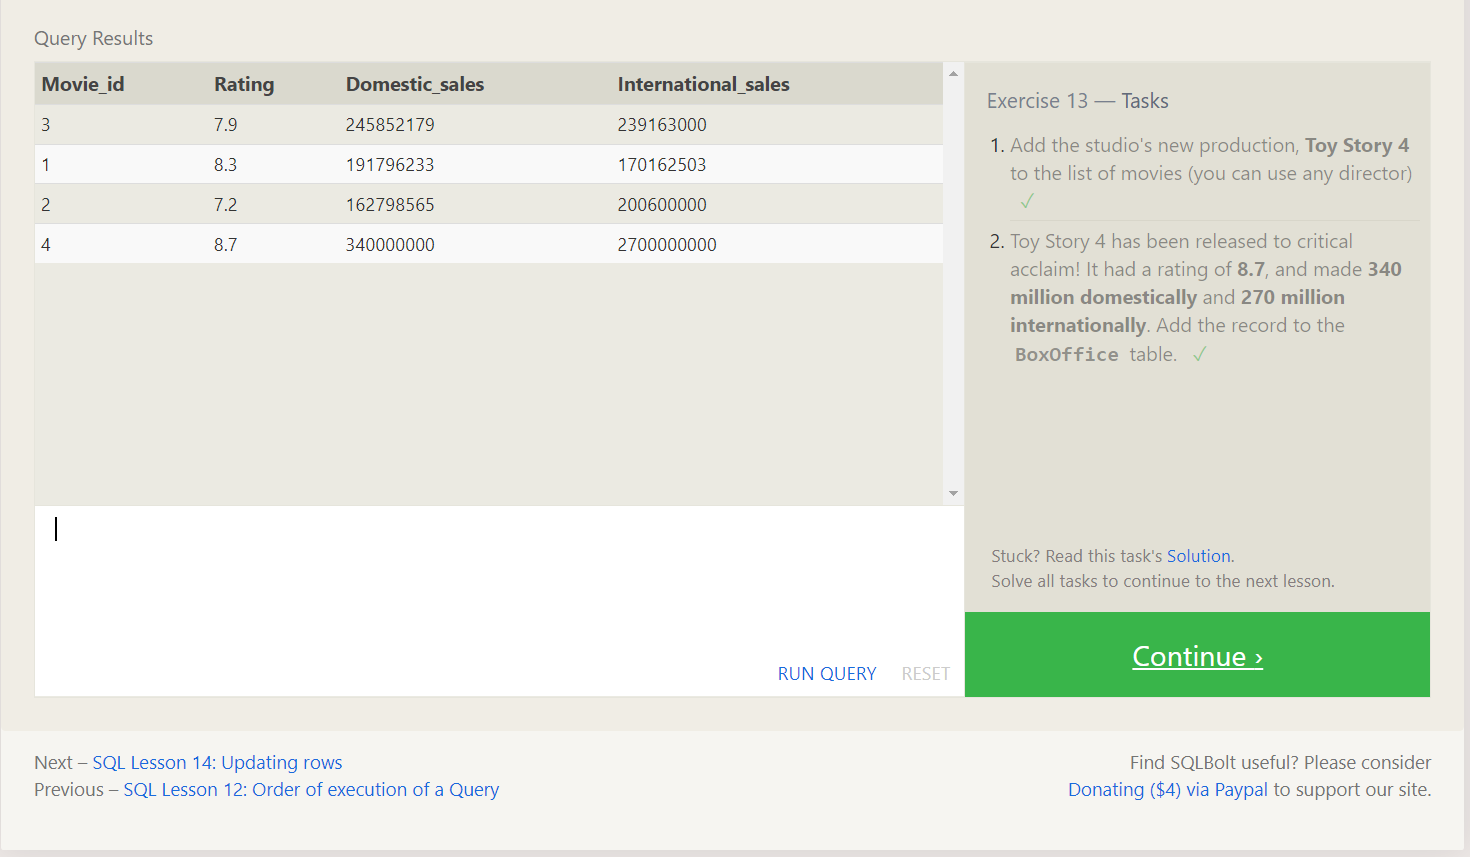 Query Results
Movie_id Rating Domestic_sales International_sales
3 7.9 245852179 239163000
1 8.3 191796233 170162503
2 7.2 162798565 200600000
4 8.7 340000000 2700000000
RUN QUERY RESET
Exercise 13 — Tasks
1. Add the studio's new production, Toy Story 4
to the list of movies (you can use any director)
✓
2. Toy Story 4 has been released to critical
acclaim! It had a rating of 8.7, and made 340
million domestically and 270 million
internationally. Add the record to the
BoxOffice table. ✓
Stuck? Read this task's Solution.
Solve all tasks to continue to the next lesson.
Continue ›
Next – SQL Lesson 14: Updating rows
Previous – SQL Lesson 12: Order of execution of a Query
Find SQLBolt useful? Please consider
Donating ($4) via Paypal to support our site.